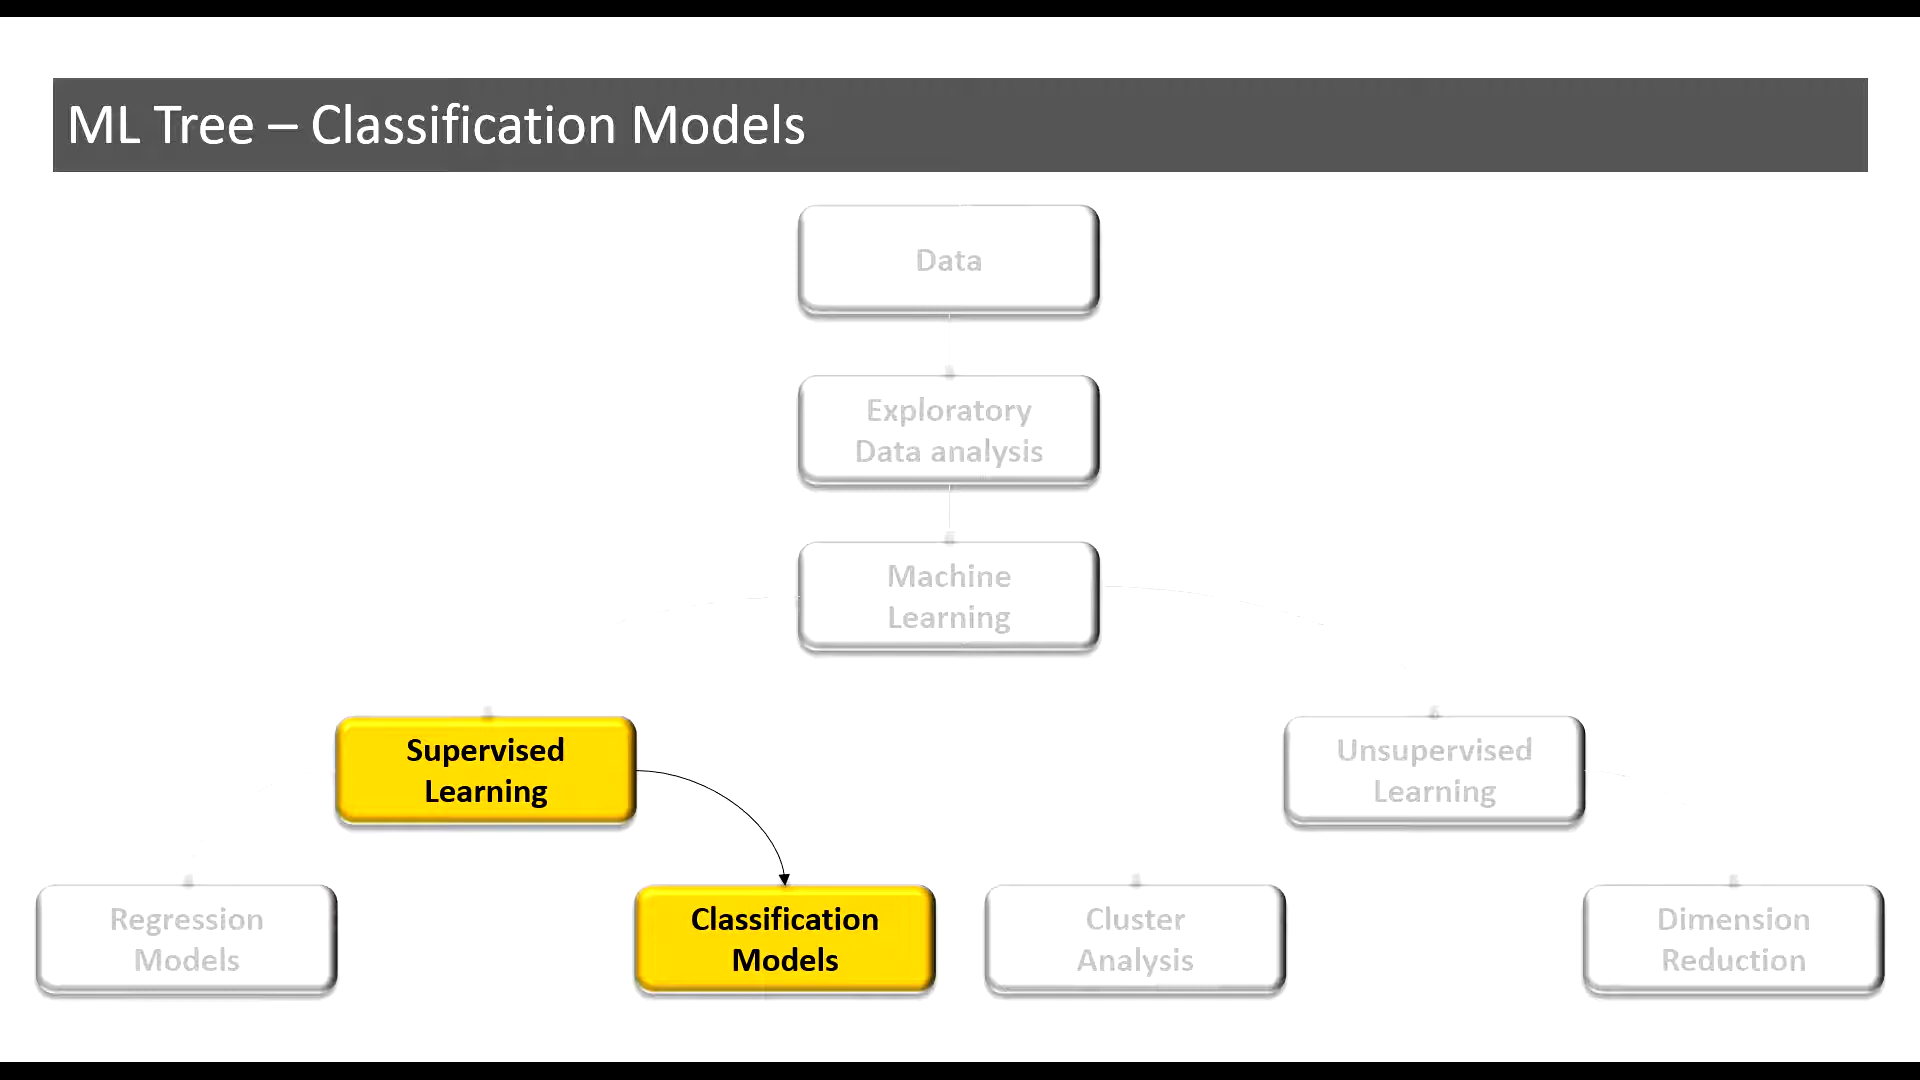 ML Tree – Classification Models
Data
Exploratory
Data analysis
Machine
Learning
Supervised
Learning
Unsupervised
Learning
Regression
Models
Classification
Models
Cluster
Analysis
Dimension
Reduction